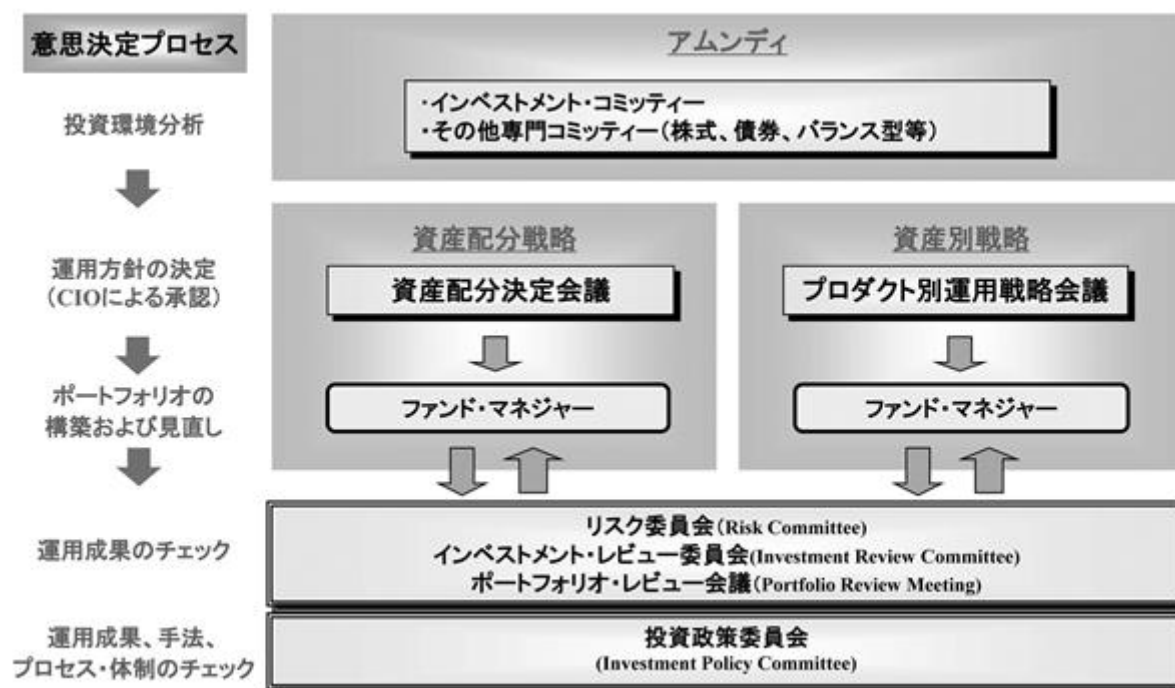 意思決定プロセス
アムンディ
投資環境分析
・インベストメント・コミッティー
・その他専門コミッティー（株式、債券、バランス型等）
運用方針の決定
（CIOによる承認）
資産配分戦略
資産配分決定会議
資産別戦略
プロダクト別運用戦略会議
ポートフォリオの
構築および見直し
ファンド・マネジャー
ファンド・マネジャー
運用成果のチェック
リスク委員会（Risk Committee）
インベストメント・レビュー委員会(Investment Review Committee)
ポートフォリオ・レビュー会議（Portfolio Review Meeting）
運用成果、手法、
プロセス・体制のチェック
投資政策委員会
(Investment Policy Committee)